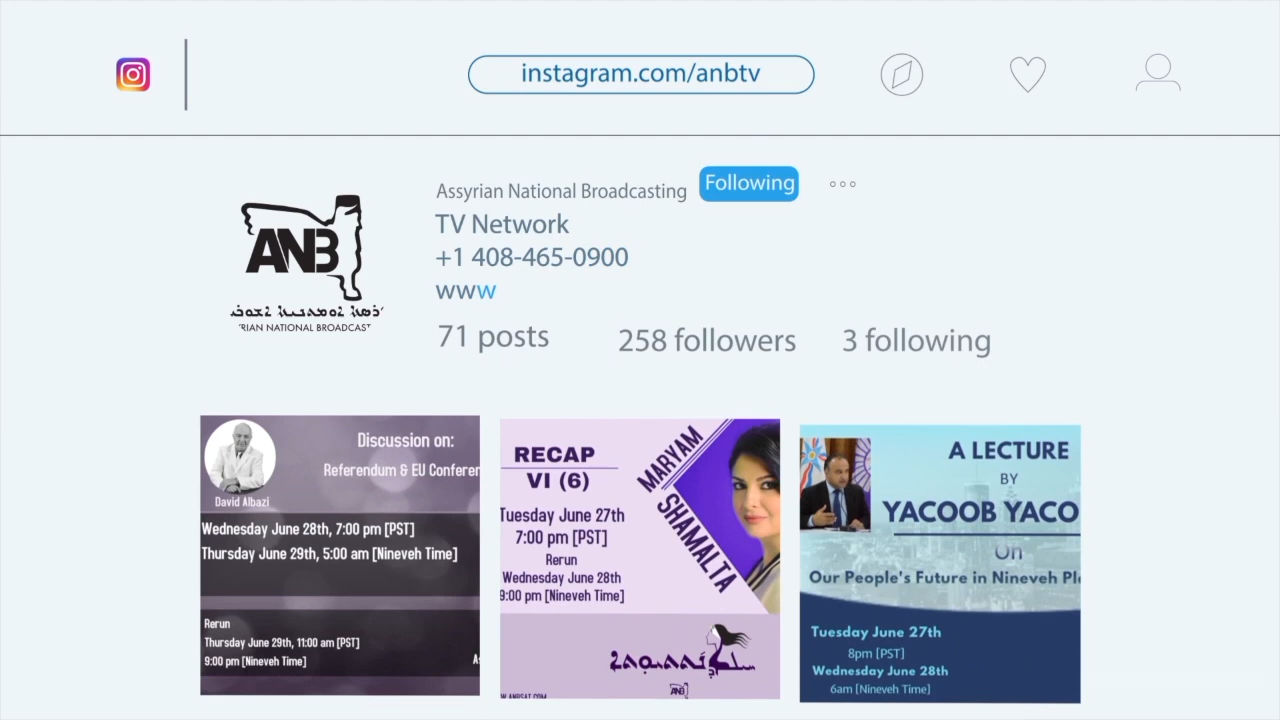 instagram.com/anbtv
Assyrian National Broadcasting
Following
TV Network
+1 408-465-0900
www
71 posts
258 followers
3 following
ANB
RIAN NATIONAL BROADCAS
Discussion on:
Referendum & EU Conferen
David Albazi
Wednesday June 28th, 7:00 pm [PST]
Thursday June 29th, 5:00 am [Nineveh Time]
Rerun
Thursday June 29th, 11:00 am [PST]
9:00 pm [Nineveh Time]
RECAP
VI (6)
MARYAM
SHAMALTA
Tuesday June 27th
7:00 pm [PST]
Rerun
Wednesday June 28th
9:00 pm [Nineveh Time]
ANB
W.ANBSAT.COM
A LECTURE
BY
YACOOB YACO
On
Our People's Future in Nineveh Pl
Tuesday June 27th
8pm [PST]
Wednesday June 28th
6am [Nineveh Time]